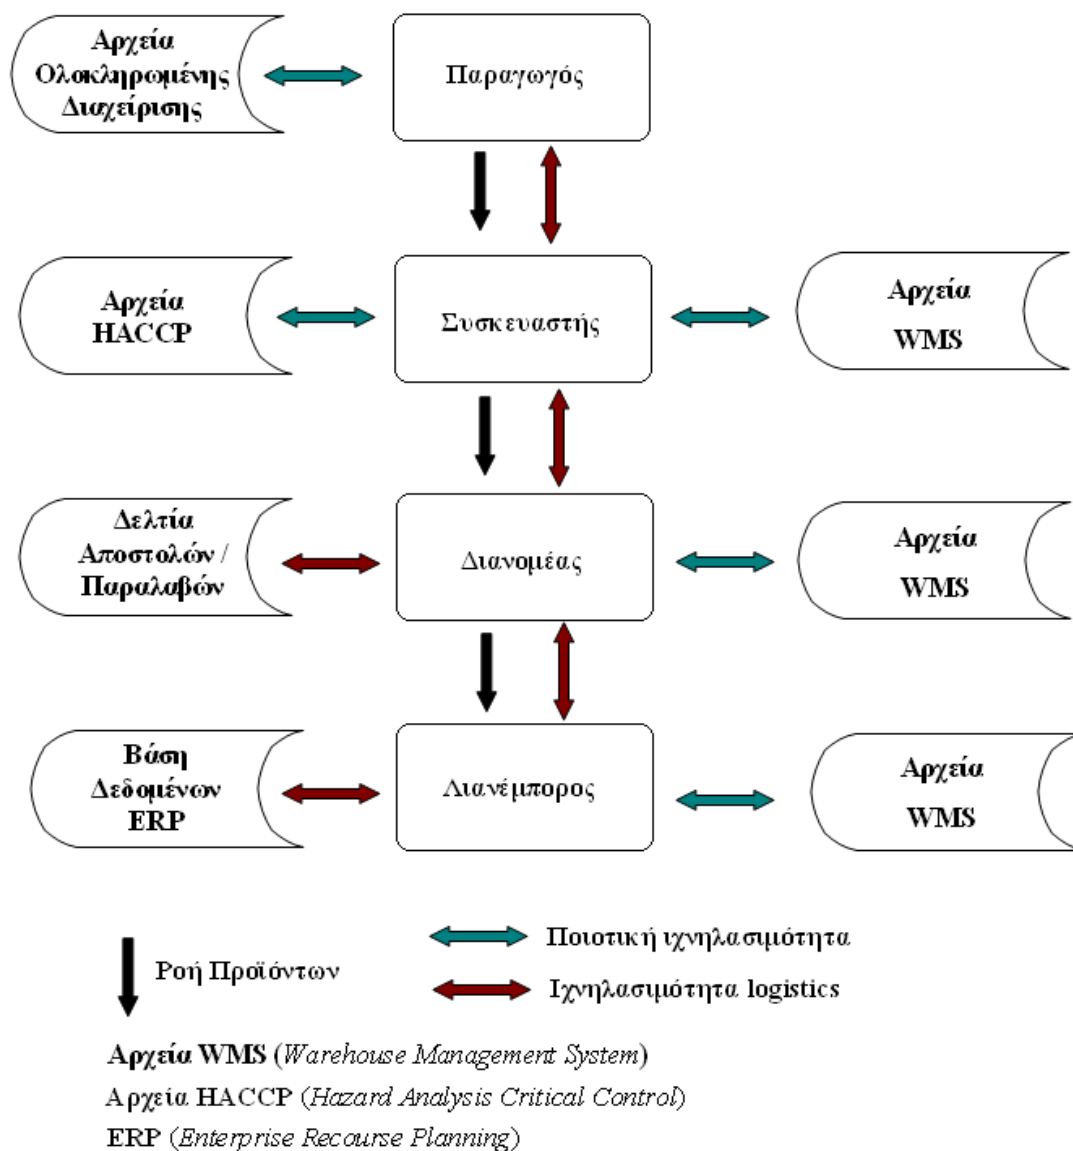 Αρχεία
Ολοκληρωμένης
Διαχείρισης
Παραγωγός
Αρχεία
HACCP
Συσκευαστής
Αρχεία
WMS
Δελτία
Αποστολών /
Παραλαβών
Διανομέας
Αρχεία
WMS
Βάση
Δεδομένων
ERP
Λιανέμπορος
Αρχεία
WMS
Ροή Προϊόντων
Ποιοτική ιχνηλασιμότητα
Ιχνηλασιμότητα logistics
Αρχεία WMS (Warehouse Management System)
Αρχεία HACCP (Hazard Analysis Critical Control)
ERP (Enterprise Recourse Planning)